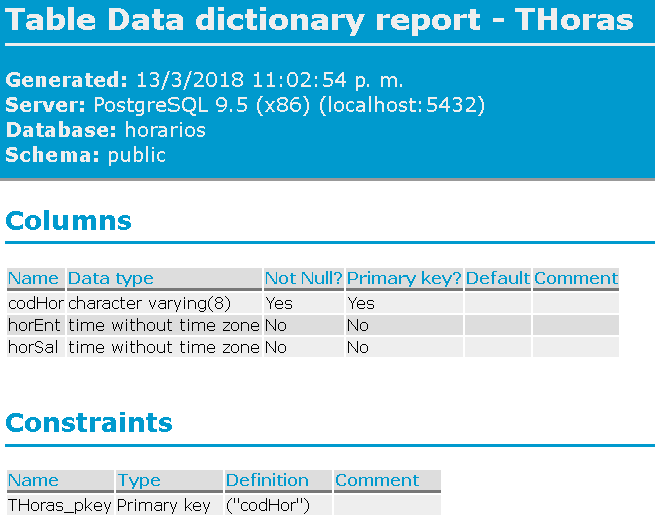 Table Data dictionary report - THoras
Generated: 13/3/2018 11:02:54 p. m.
Server: PostgreSQL 9.5 (x86) (localhost:5432)
Database: horarios
Schema: public
Columns
Name Data type Not Null? Primary key? Default Comment
codHor character varying(8) Yes Yes
horEnt time without time zone No No
horSal time without time zone No No
Constraints
Name Type Definition Comment
THoras_pkey Primary key ("codHor")